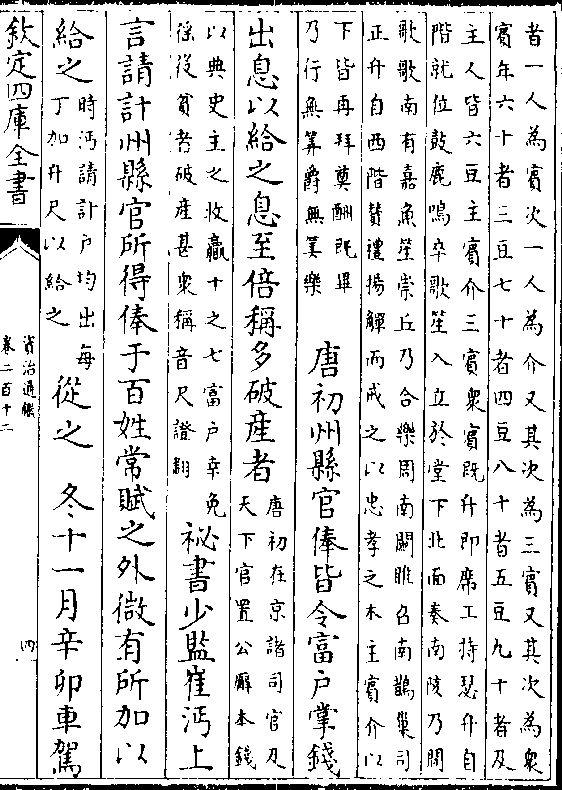 者一人為賓次一人為介又其次為三賓又其次為衆
賓年六十者三豆七十者四豆八十者五豆九十者及
主人皆六豆主賓介三賓衆賓既升即席工持瑟升自
階就位鼓鹿鳴卒歌笙入立於堂下北面奏南陵乃間
歌歌南有嘉魚笙崇丘乃合樂周南關雎召南鵲巢司
正升自西階贊禮揚觶而戒之以忠孝之本主賓介以
下皆再拜奠酬既畢
乃行無筭爵無筭樂
唐初州縣官俸皆令富户掌錢
出息以給之息至倍稱多破産者
唐初在京諸司官及
天下官置公廨本錢
以典史主之收贏十之七富户幸免
徭役貧者破産甚衆稱音尺證翻
祕書少監崔沔上
言請計州縣官所得俸于百姓常賦之外微有所加以
給之
時沔請計户均出每
丁加升尺以給之
從之
冬十一月辛卯車駕
欽定四庫全書
資治通鑑
卷二百十二
四